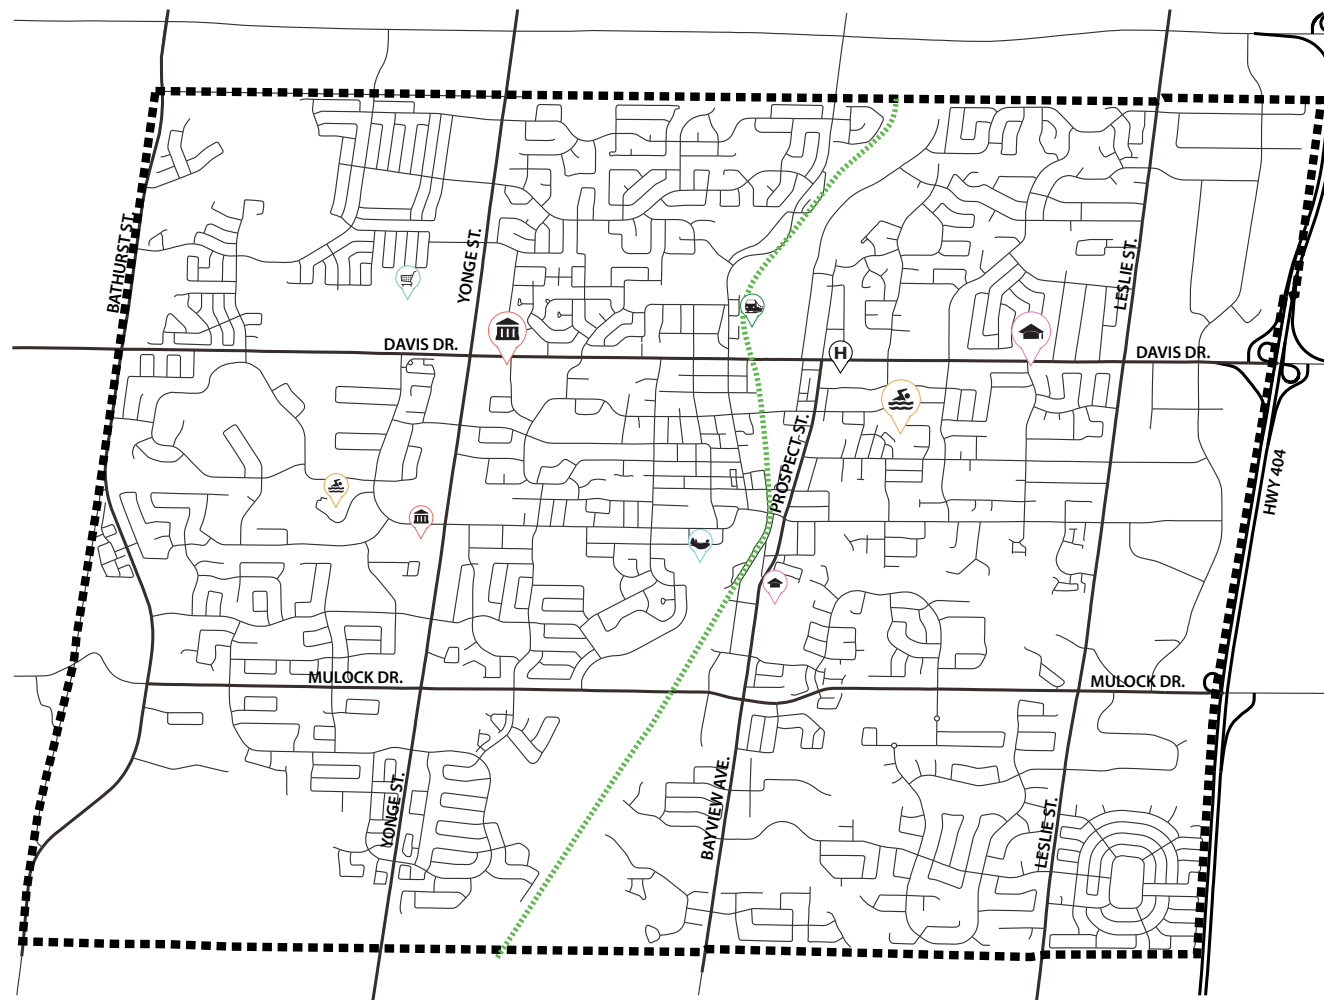 BATHURST ST.
YONGE ST.
LESLIE ST.
DAVIS DR.
H
DAVIS DR.
PROSPECT ST.
HWY 404
MULOCK DR.
MULOCK DR.
YONGE ST.
BAYVIEW AVE.
LESLIE ST.